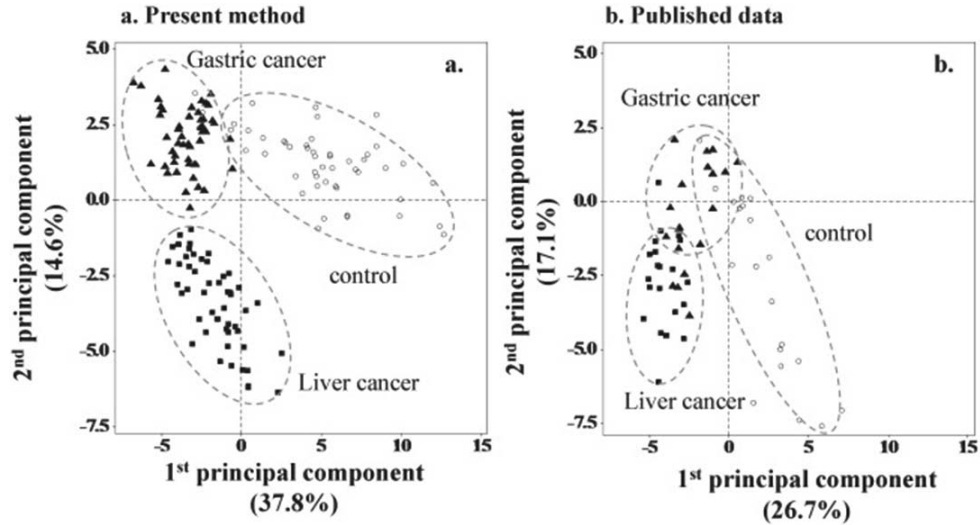 a. Present method
b. Published data
5.0
2.5
0.0
-2.5
-5.0
-7.5
-5
0
5
10
15
Gastric cancer
a.
control
Liver cancer
2nd principal component
(14.6%)
1st principal component
(37.8%)
5.0
2.5
0.0
-2.5
-5.0
-7.5
-5
0
5
10
15
b.
Gastric cancer
control
Liver cancer
2nd principal component
(17.1%)
1st principal component
(26.7%)